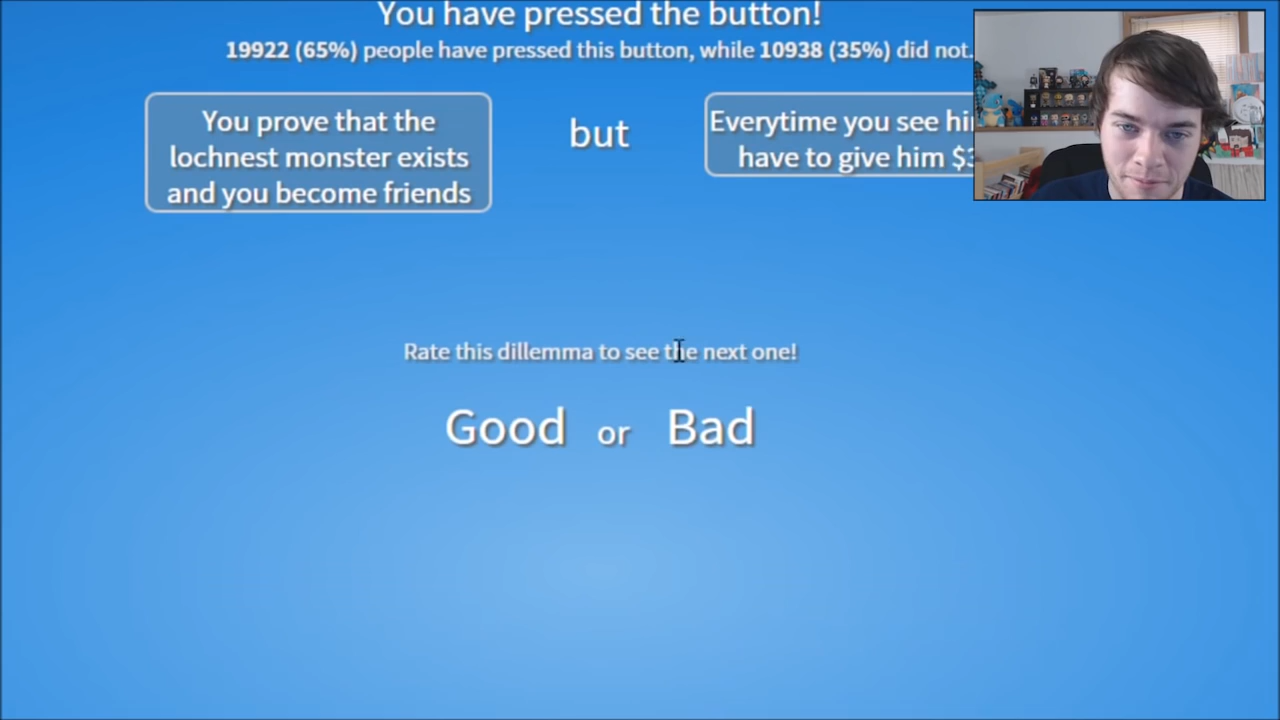 You have pressed the button!
19922 (65%) people have pressed this button, while 10938 (35%) did not.
You prove that the
lochnest monster exists
and you become friends
but
Everytime you see
have to give him
Rate this dillemma to see the next one!
Good or Bad